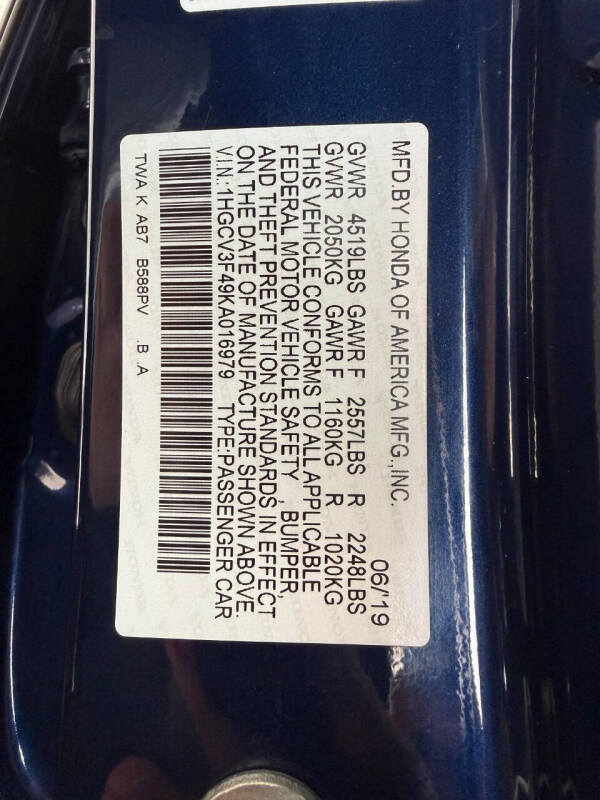 MFD.BY HONDA OF AMERICA MFG.,INC. 06/'19
GVWR 4519LBS GAWR F 2557LBS R 2248LBS
GVWR 2050KG GAWR F 1160KG R 1020KG
THIS VEHICLE CONFORMS TO ALL APPLICABLE
FEDERAL MOTOR VEHICLE SAFETY , BUMPER,
AND THEFT PREVENTION STANDARDS IN EFFECT
ON THE DATE OF MANUFACTURE SHOWN ABOVE.
V.I.N.:1HGCV3F49KA016979 TYPE:PASSENGER CAR
TWA K AB7 B588PV .B .A